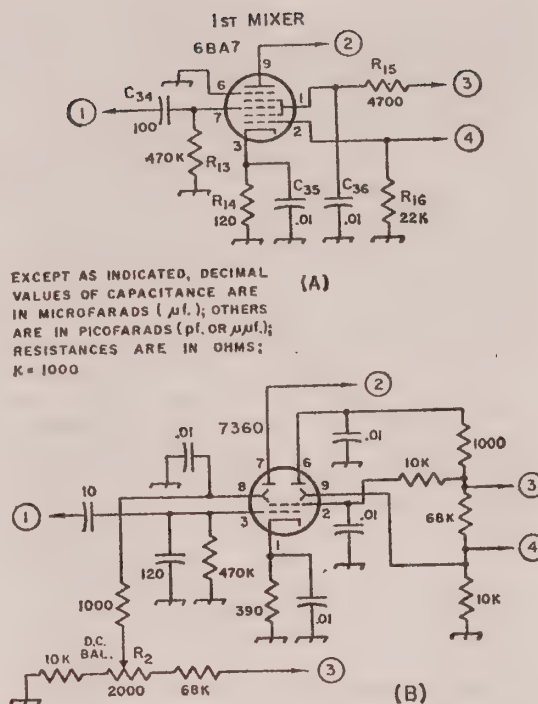 1ST MIXER
6BA7
2
9
6
7
1
2
3
R15
4700
3
4
1
C34
100
470K
R13
R14
120
C35
.01
C36
.01
R16
22K
EXCEPT AS INDICATED, DECIMAL
VALUES OF CAPACITANCE ARE
IN MICROFARADS ( µf. ); OTHERS
ARE IN PICOFARADS (pf. OR µµf.);
RESISTANCES ARE IN OHMS;
K = 1000
(A)
2
7360
7
6
.01
.01
1000
10K
8
9
3
2
1
10
1
3
68K
4
.01
120
470K
390
.01
10K
1000
D.C.
BAL.
R2
10K
2000
68K
3
(B)